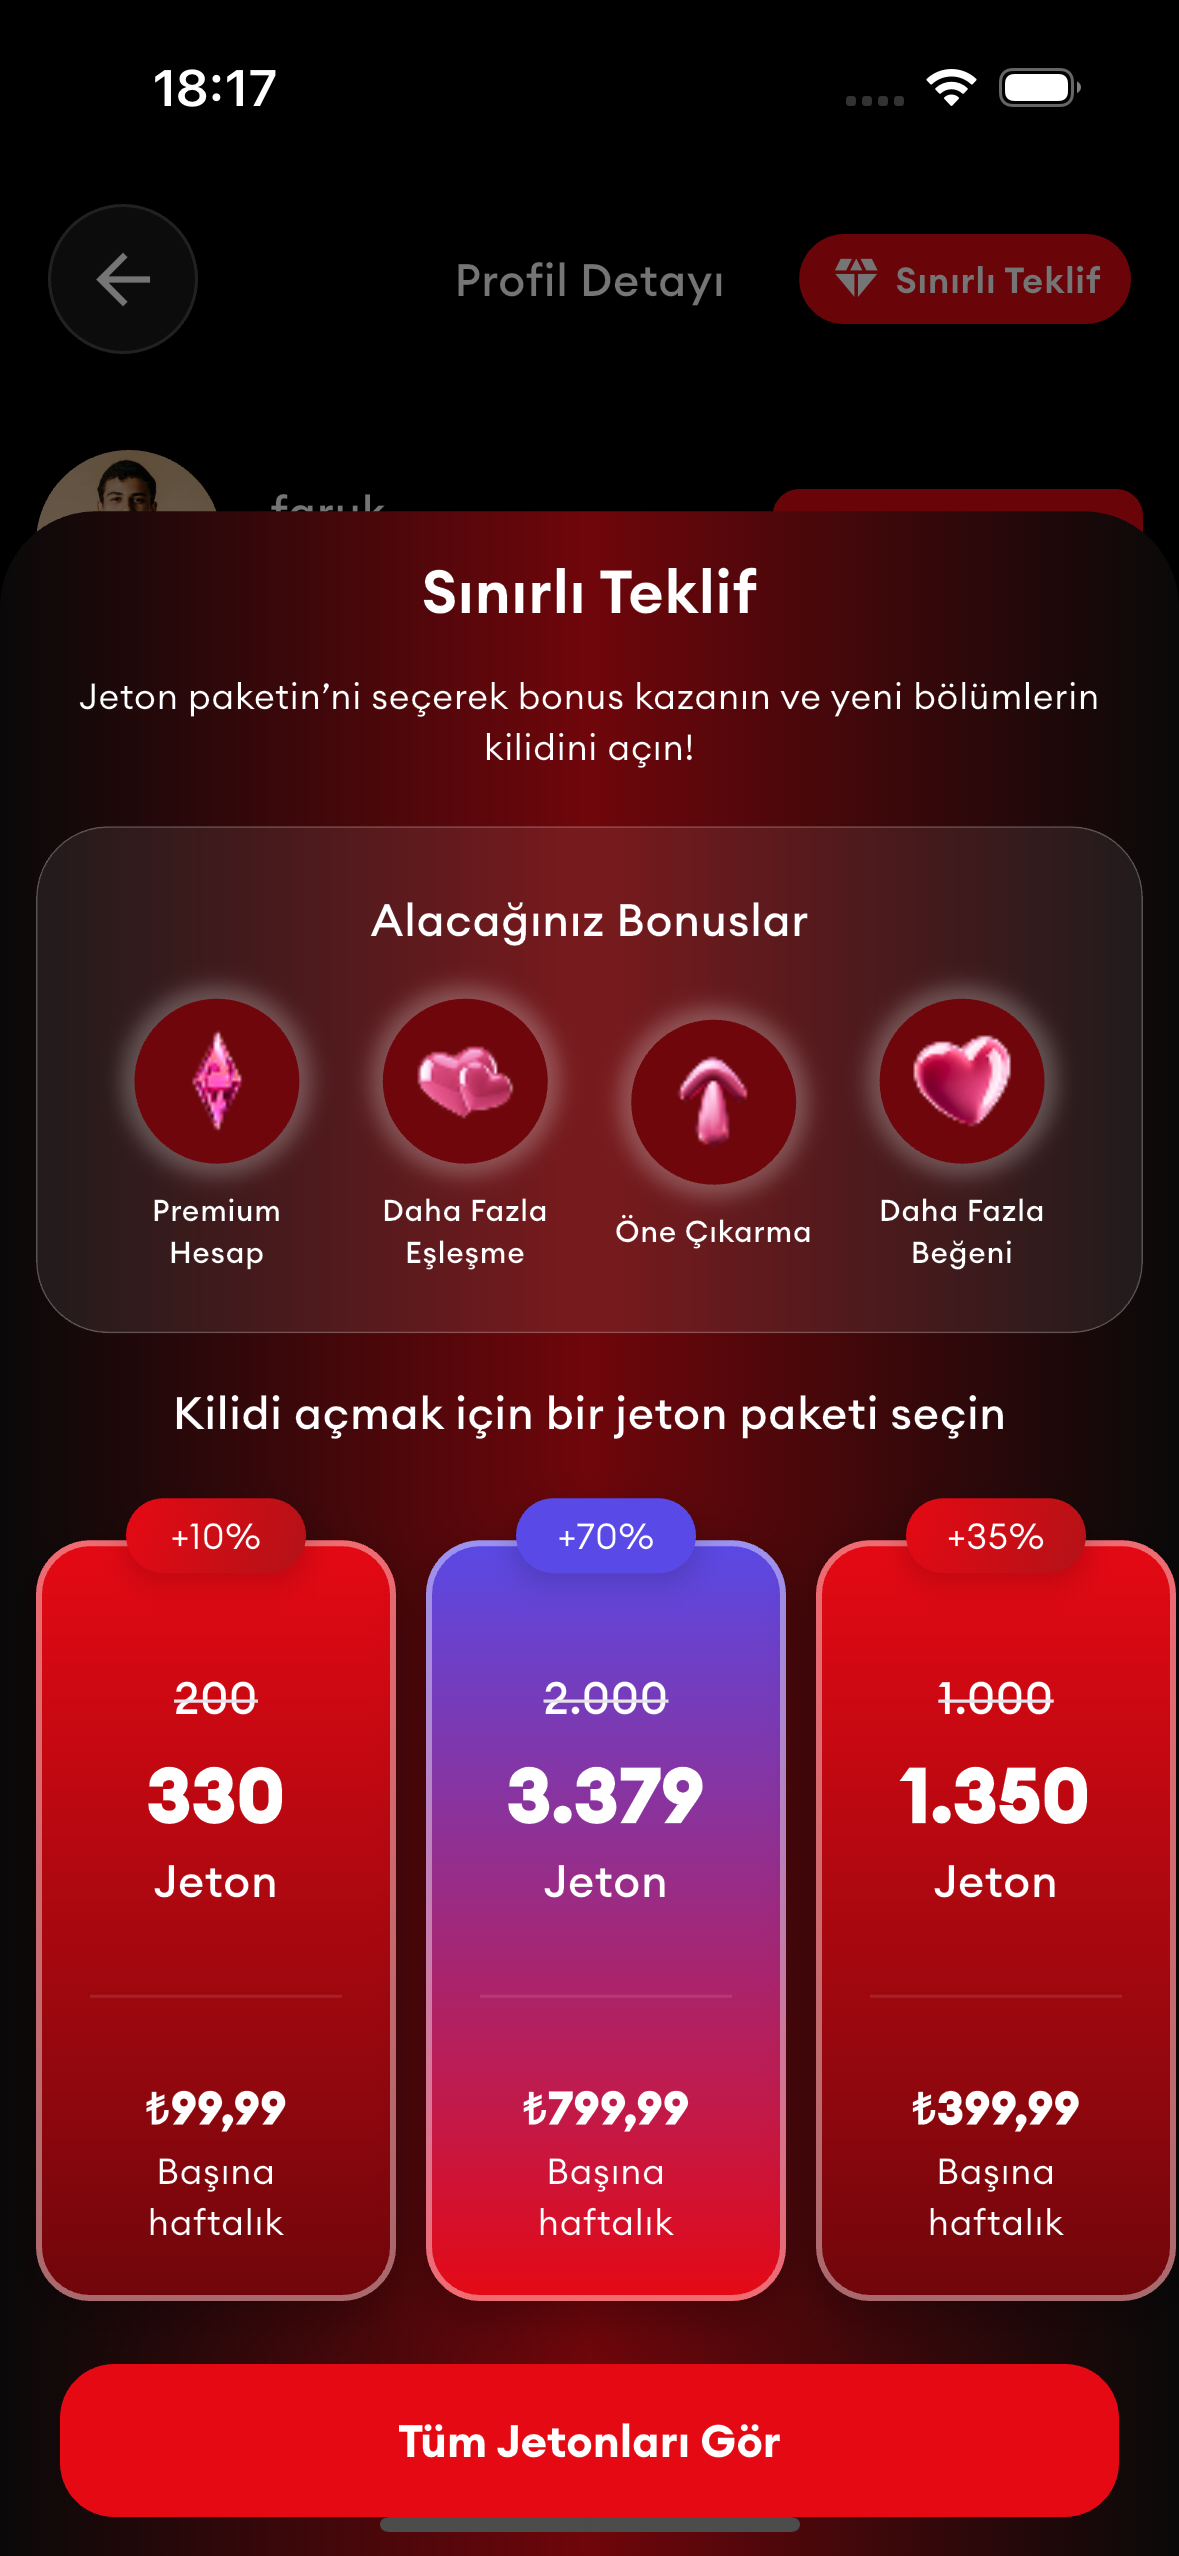 18:17
Profil Detayı
Sınırlı Teklif
faruk
Sınırlı Teklif
Jeton paketin’ni seçerek bonus kazanın ve yeni bölümlerin
kilidini açın!
Alacağınız Bonuslar
Premium
Hesap
Daha Fazla
Eşleşme
Öne Çıkarma
Daha Fazla
Beğeni
Kilidi açmak için bir jeton paketi seçin
+10%
200
330
Jeton
₺99,99
Başına
haftalık
+70%
2.000
3.379
Jeton
₺799,99
Başına
haftalık
+35%
1.000
1.350
Jeton
₺399,99
Başına
haftalık
Tüm Jetonları Gör